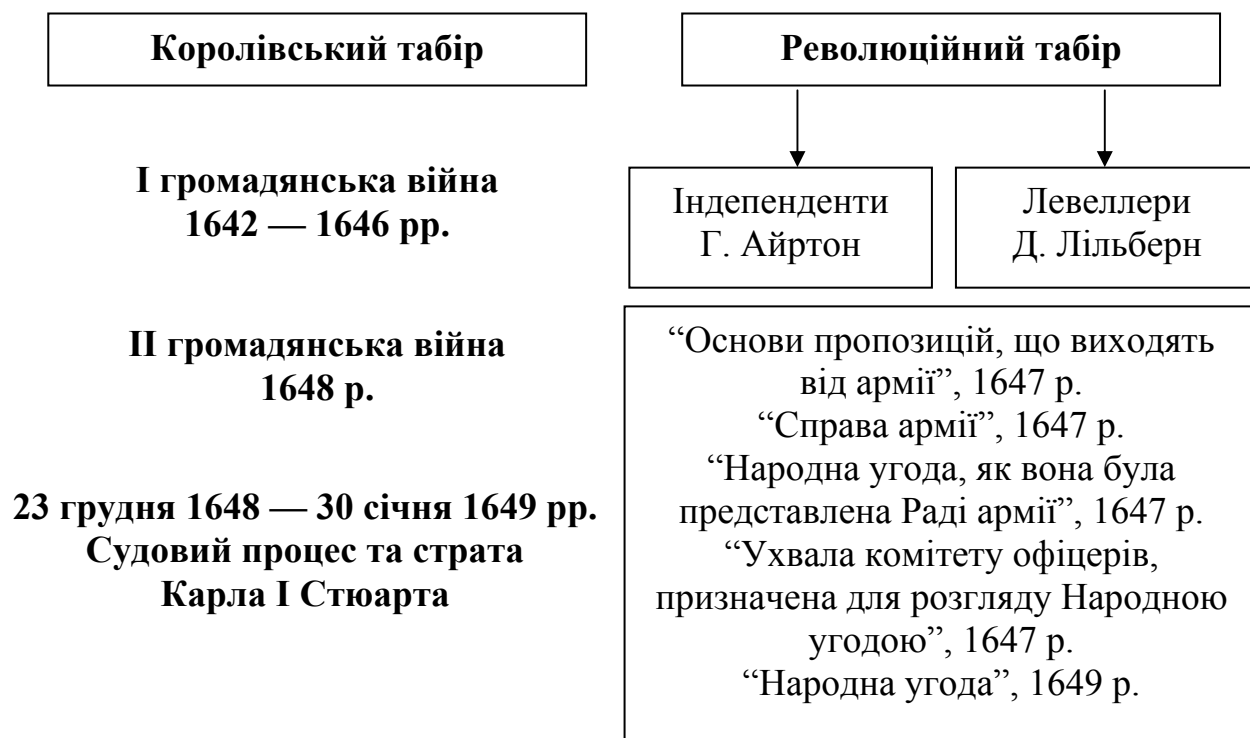 Королівський табір
Революційний табір
І громадянська війна
1642 — 1646 рр.
Індепенденти
Г. Айртон
Левеллери
Д. Лільберн
ІІ громадянська війна
1648 р.
“Основи пропозицій, що виходять
від армії”, 1647 р.
“Справа армії”, 1647 р.
“Народна угода, як вона була
представлена Раді армії”, 1647 р.
“Ухвала комітету офіцерів,
призначена для розгляду Народною
угодою”, 1647 р.
“Народна угода”, 1649 р.
23 грудня 1648 — 30 січня 1649 рр.
Судовий процес та страта
Карла І Стюарта